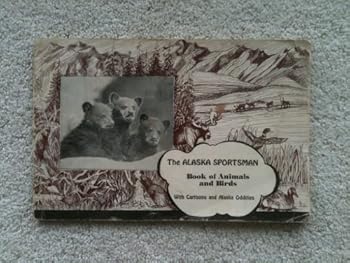 The ALASKA SPORTSMAN
Book of Animals
and Birds
With Cartoons and Alaska Oddities